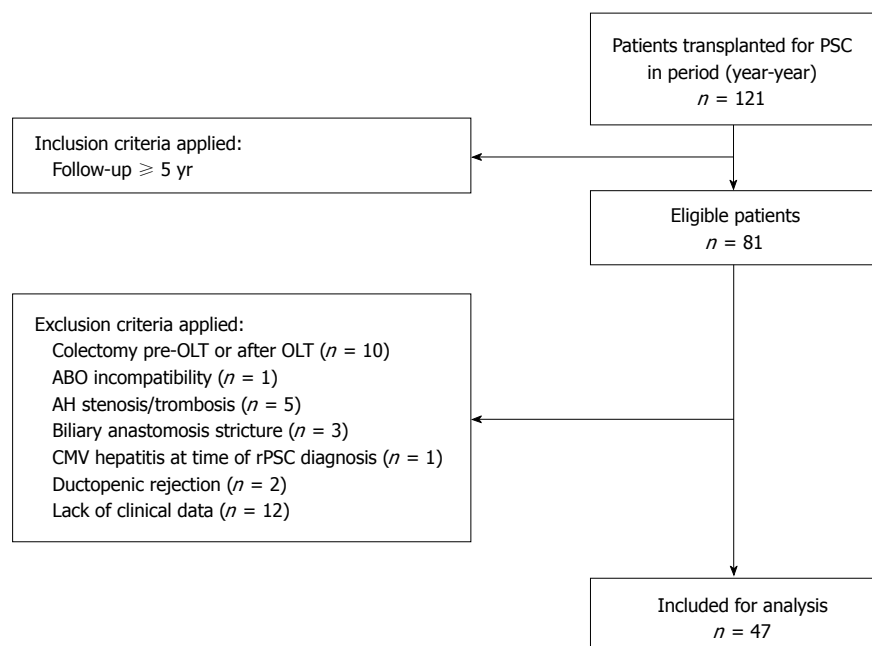 Patients transplanted for PSC
in period (year-year)
n = 121
Inclusion criteria applied:
Follow-up ⩾ 5 yr
Eligible patients
n = 81
Exclusion criteria applied:
Colectomy pre-OLT or after OLT (n = 10)
ABO incompatibility (n = 1)
AH stenosis/trombosis (n = 5)
Biliary anastomosis stricture (n = 3)
CMV hepatitis at time of rPSC diagnosis (n = 1)
Ductopenic rejection (n = 2)
Lack of clinical data (n = 12)
Included for analysis
n = 47